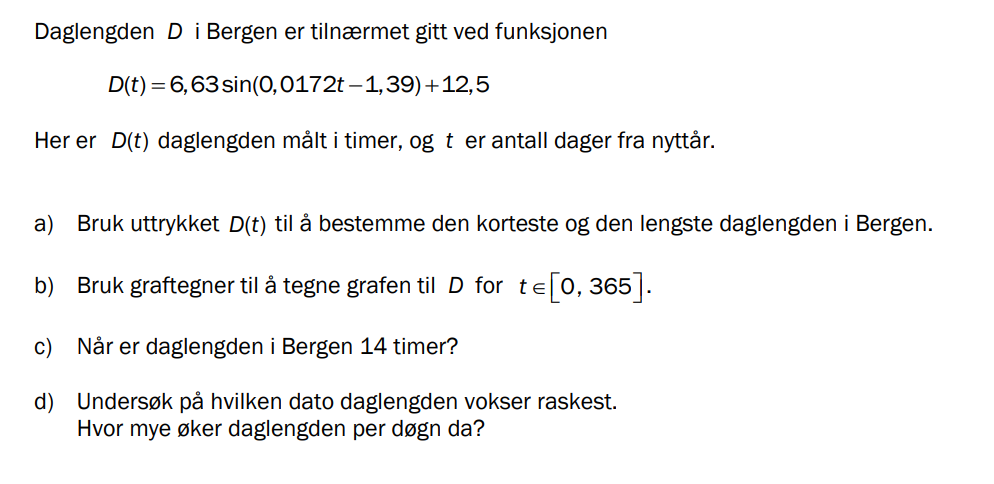 Daglengden D i Bergen er tilnærmet gitt ved funksjonen
D(t) = 6,63 sin(0,0172t − 1,39) + 12,5
Her er D(t) daglengden målt i timer, og t er antall dager fra nyttår.
a) Bruk uttrykket D(t) til å bestemme den korteste og den lengste daglengden i Bergen.
b) Bruk graftegner til å tegne grafen til D for t ∈ [0, 365].
c) Når er daglengden i Bergen 14 timer?
d) Undersøk på hvilken dato daglengden vokser raskest.
Hvor mye øker daglengden per døgn da?